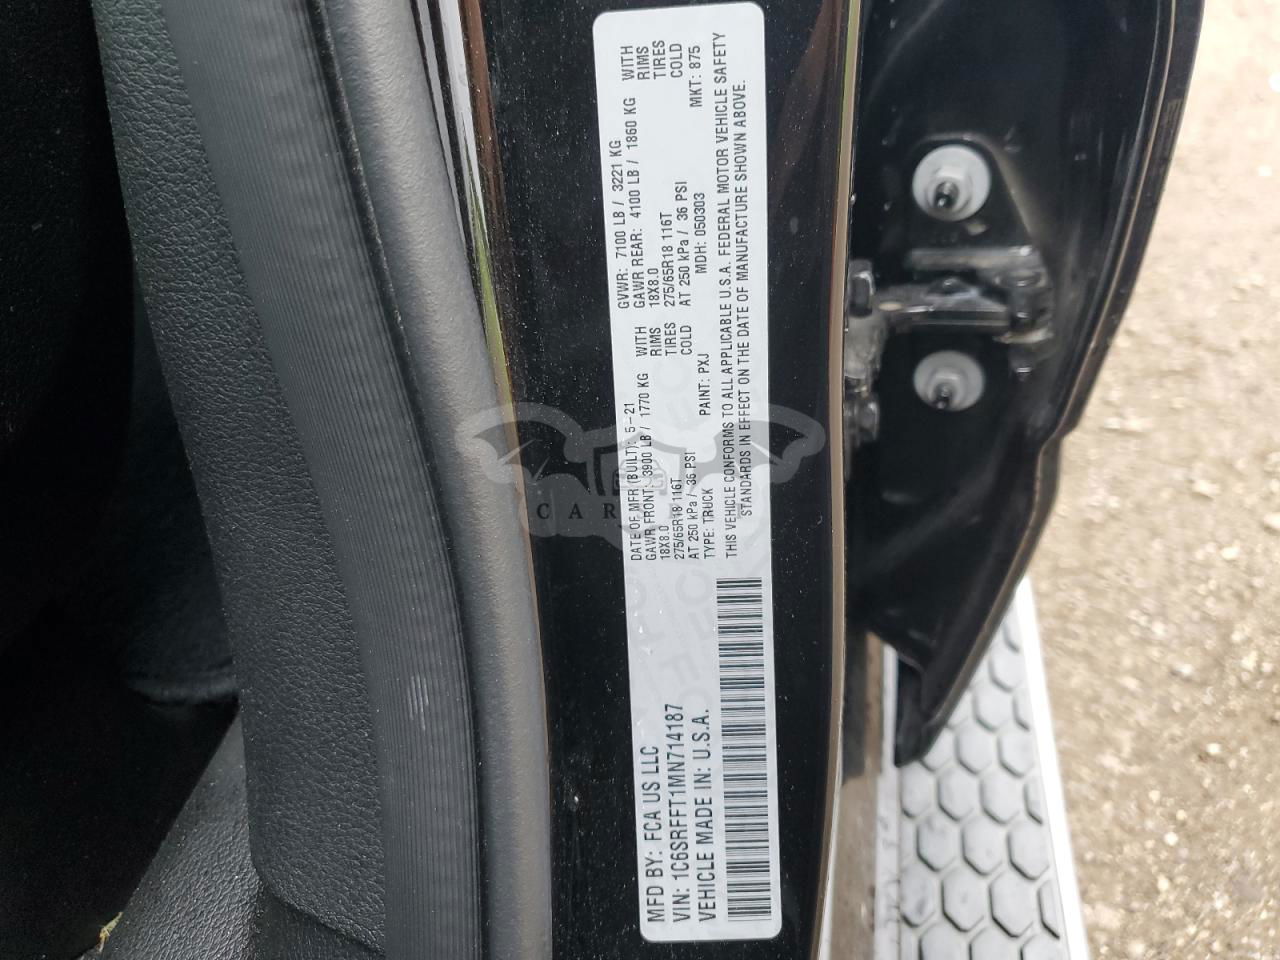 MFD BY: FCA US LLC
VIN: 1C6SRFFT1MN714187
VEHICLE MADE IN: U.S.A.
DATE OF MFR (BUILT): 5-21 GVWR: 7100 LB / 3221 KG
GAWR FRONT: 3900 LB / 1770 KG WITH GAWR REAR: 4100 LB / 1860 KG WITH
18X8.0 RIMS 18X8.0 RIMS
275/65R18 116T TIRES 275/65R18 116T TIRES
AT 250 kPa / 36 PSI COLD AT 250 kPa / 36 PSI COLD
TYPE: TRUCK PAINT: PXJ MDH: 050303 MKT: 875
THIS VEHICLE CONFORMS TO ALL APPLICABLE U.S.A. FEDERAL MOTOR VEHICLE SAFETY
STANDARDS IN EFFECT ON THE DATE OF MANUFACTURE SHOWN ABOVE.